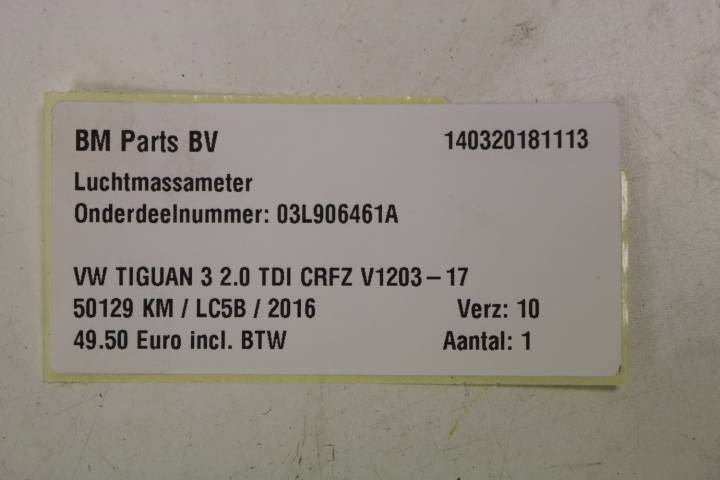 BM Parts BV 140320181113
Luchtmassameter
Onderdeelnummer: 03L906461A
VW TIGUAN 3 2.0 TDI CRFZ V1203-17
50129 KM / LC5B / 2016 Verz: 10
49.50 Euro incl. BTW Aantal: 1